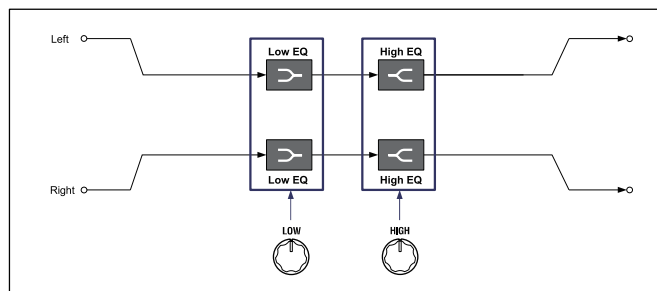 Left
Low EQ
High EQ
Low EQ
High EQ
Right
LOW
HIGH